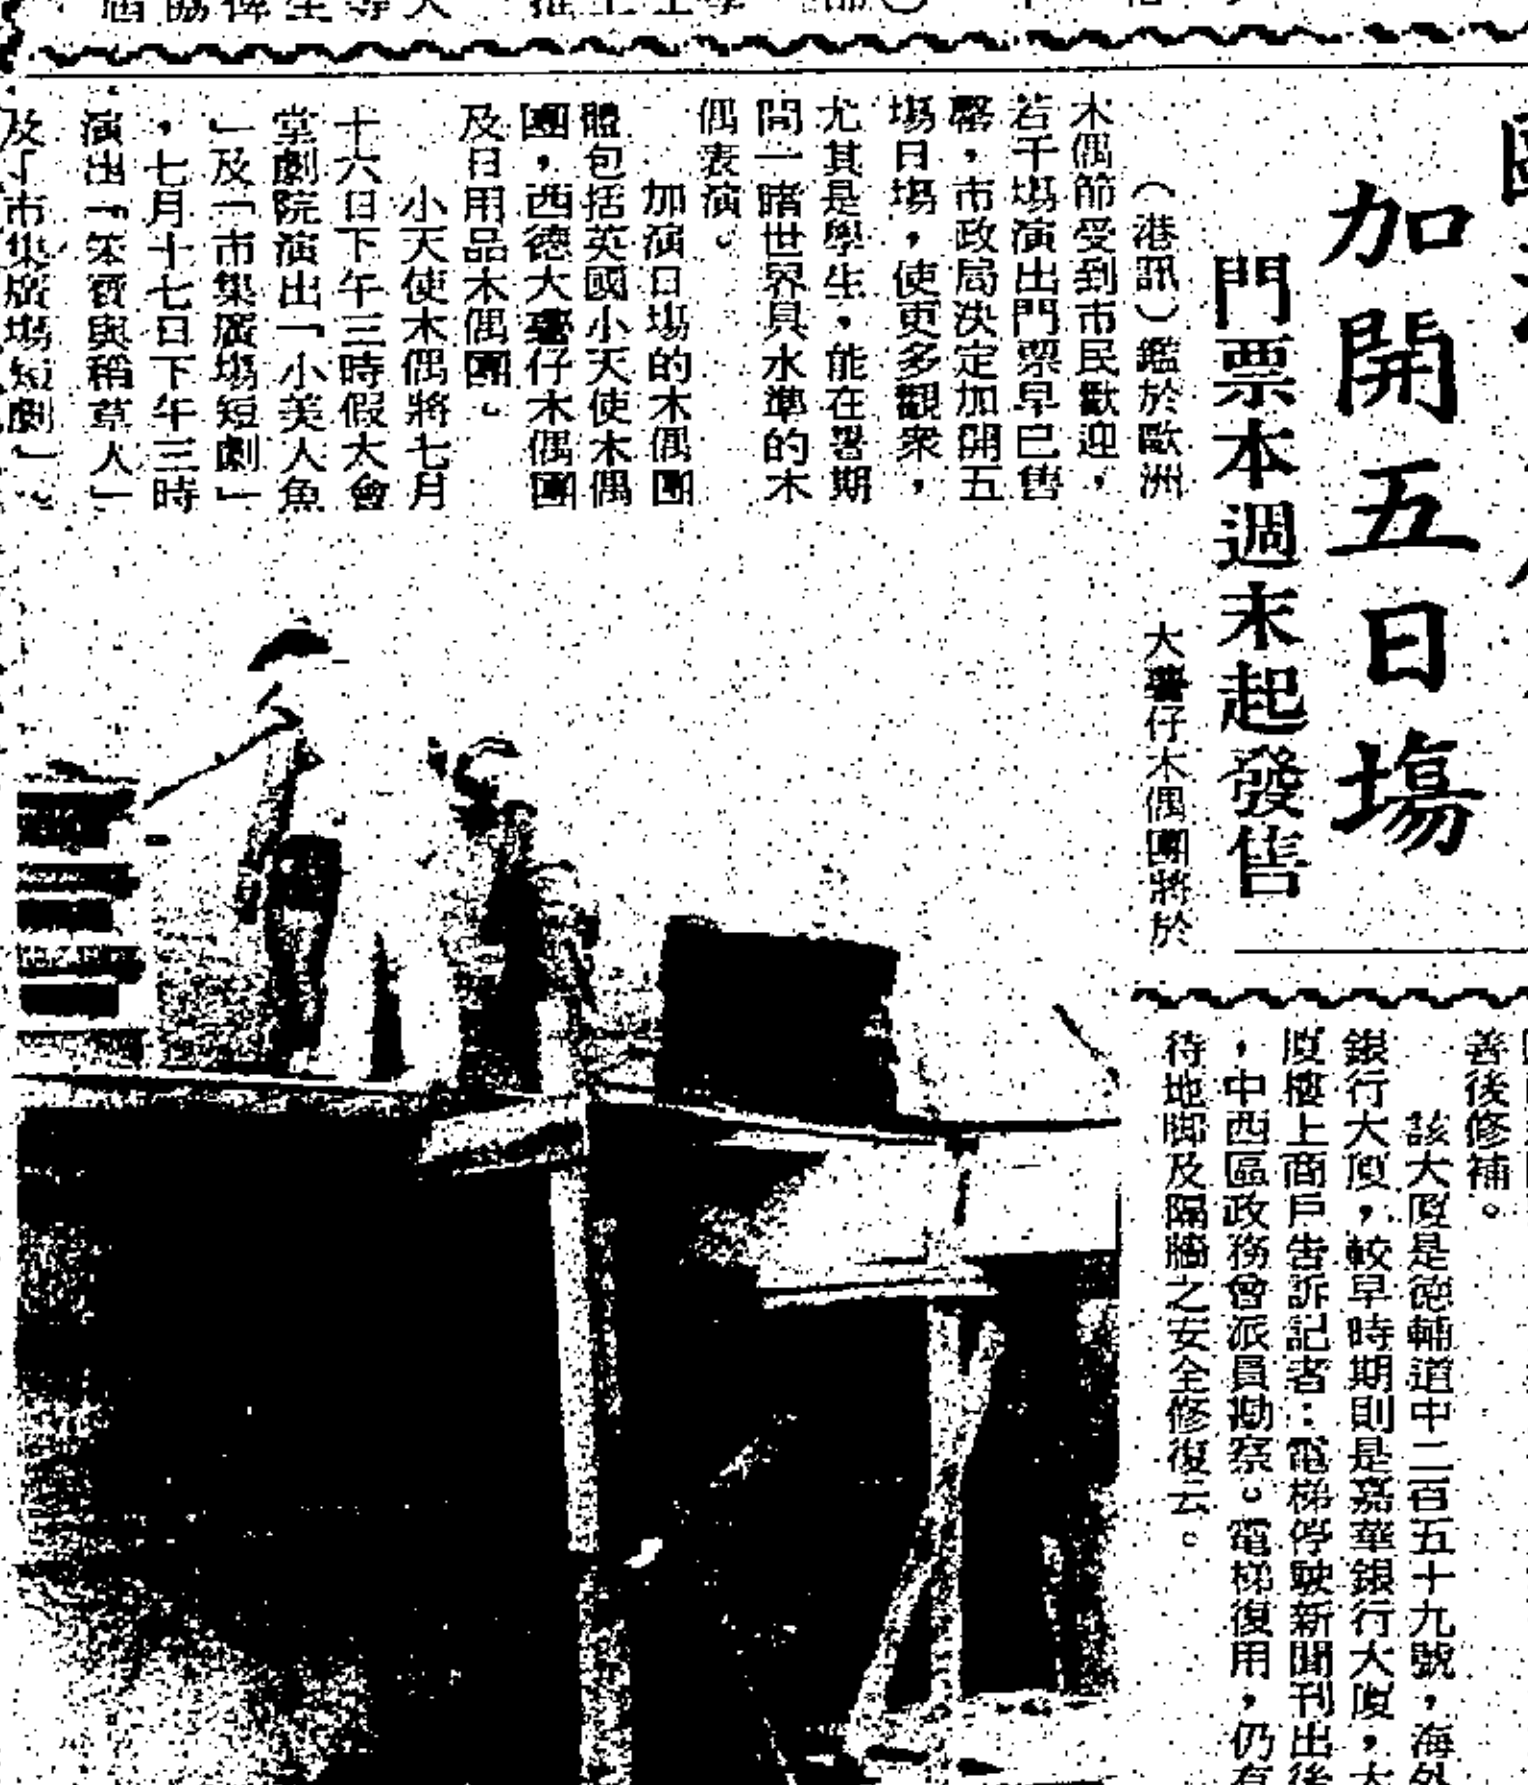 加開五日場
門票本週末起發售
（港訊）鑑於歐洲
木偶節受到市民歡迎，
若干場演出門票早已售
罄，市政局決定加開五
場日場，使更多觀衆，
尤其是學生，能在暑期
間一睹世界具水準的木
偶表演。
加演日場的木偶團
體包括英國小天使木偶
團，西德大薯仔木偶團
及日用品木偶團。
小天使木偶將七月
十六日下午三時假大會
堂劇院演出「小美人魚
」及「市集廣場短劇」
，七月十七日下午三時
演出「笨賓與稻草人」
及「市集廣場短劇」。
大薯仔木偶團將於
善後修補。
該大厦是德輔道中二百五十九號，海外
銀行大厦，較早時期則是嘉華銀行大厦，大
厦樓上商戶告訴記者：電梯停駛新聞刊出後
，中西區政務會派員勘察。電梯復用，仍有
待地脚及隔牆之安全修復云。